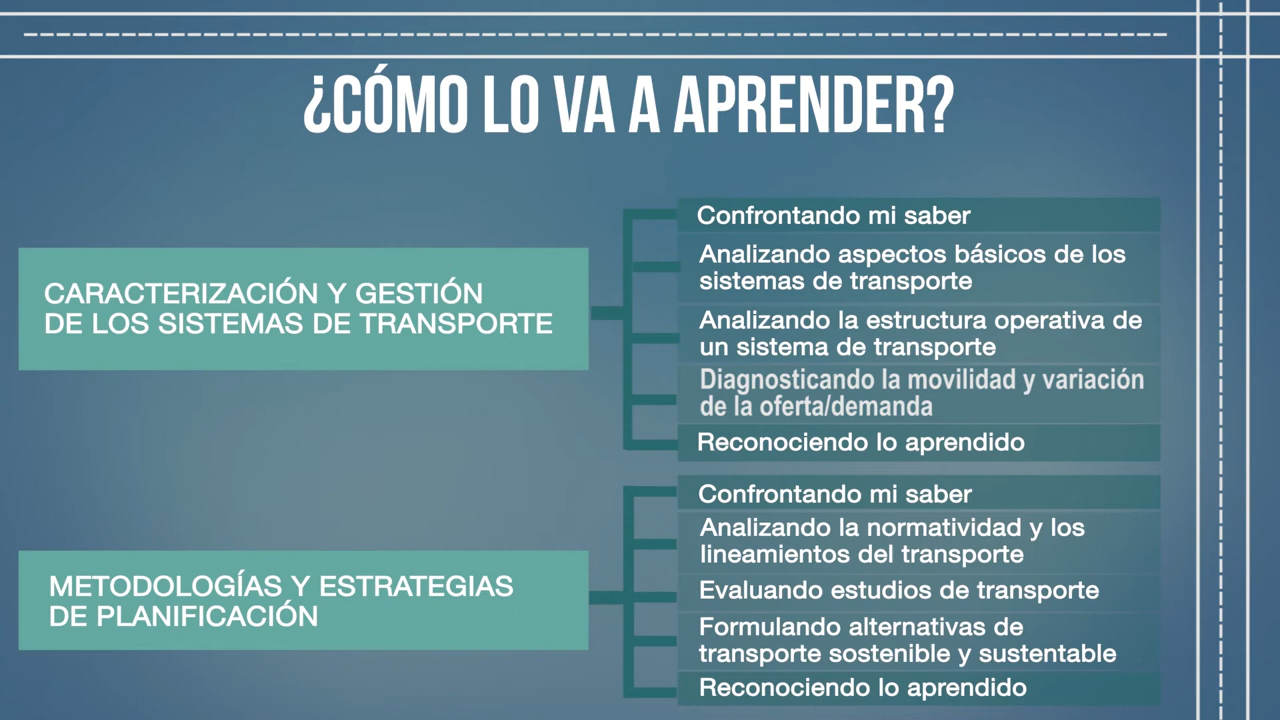 ¿CÓMO LO VA A APRENDER?
CARACTERIZACIÓN Y GESTIÓN
DE LOS SISTEMAS DE TRANSPORTE
Confrontando mi saber
Analizando aspectos básicos de los
sistemas de transporte
Analizando la estructura operativa de
un sistema de transporte
Diagnosticando la movilidad y variación
de la oferta/demanda
Reconociendo lo aprendido
METODOLOGÍAS Y ESTRATEGIAS
DE PLANIFICACIÓN
Confrontando mi saber
Analizando la normatividad y los
lineamientos del transporte
Evaluando estudios de transporte
Formulando alternativas de
transporte sostenible y sustentable
Reconociendo lo aprendido